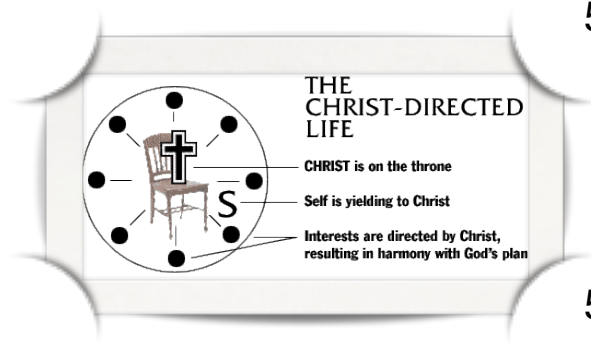 THE
CHRIST-DIRECTED
LIFE
CHRIST is on the throne
S
Self is yielding to Christ
Interests are directed by Christ,
resulting in harmony with God's plan